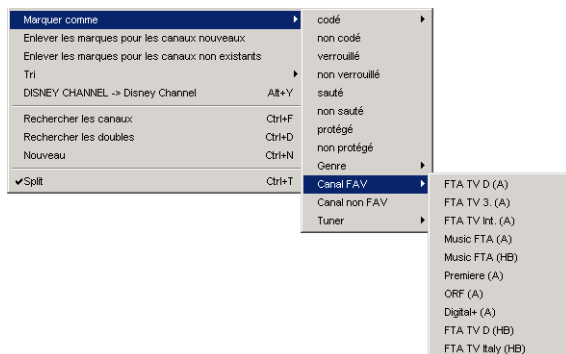 Marquer comme
Enlever les marques pour les canaux nouveaux
Enlever les marques pour les canaux non existants
Tri
DISNEY CHANNEL -> Disney Channel Alt+Y
Rechercher les canaux Ctrl+F
Rechercher les doubles Ctrl+D
Nouveau Ctrl+N
✓Split Ctrl+T
codé
non codé
verrouillé
non verrouillé
sauté
non sauté
protégé
non protégé
Genre
Canal FAV
Canal non FAV
Tuner
FTA TV D (A)
FTA TV 3. (A)
FTA TV Int. (A)
Music FTA (A)
Music FTA (HB)
Premiere (A)
ORF (A)
Digital+ (A)
FTA TV D (HB)
FTA TV Italy (HB)